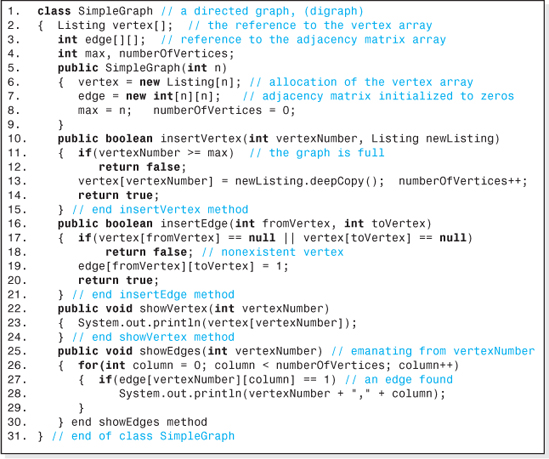 1. class SimpleGraph // a directed graph, (digraph)
2. { Listing vertex[]; // the reference to the vertex array
3. int edge[][]; // reference to the adjacency matrix array
4. int max, numberOfVertices;
5. public SimpleGraph(int n)
6. { vertex = new Listing[n]; // allocation of the vertex array
7. edge = new int[n][n]; // adjacency matrix initialized to zeros
8. max = n; numberOfVertices = 0;
9. }
10. public boolean insertVertex(int vertexNumber, Listing newListing)
11. { if(vertexNumber >= max) // the graph is full
12. return false;
13. vertex[vertexNumber] = newListing.deepCopy(); numberOfVertices++;
14. return true;
15. } // end insertVertex method
16. public boolean insertEdge(int fromVertex, int toVertex)
17. { if(vertex[fromVertex] == null || vertex[toVertex] == null)
18. return false; // nonexistent vertex
19. edge[fromVertex][toVertex] = 1;
20. return true;
21. } // end insertEdge method
22. public void showVertex(int vertexNumber)
23. { System.out.println(vertex[vertexNumber]);
24. } // end showVertex method
25. public void showEdges(int vertexNumber) // emanating from vertexNumber
26. { for(int column = 0; column < numberOfVertices; column++)
27. { if(edge[vertexNumber][column] == 1) // an edge found
28. System.out.println(vertexNumber + "," + column);
29. }
30. } end showEdges method
31. } // end of class SimpleGraph